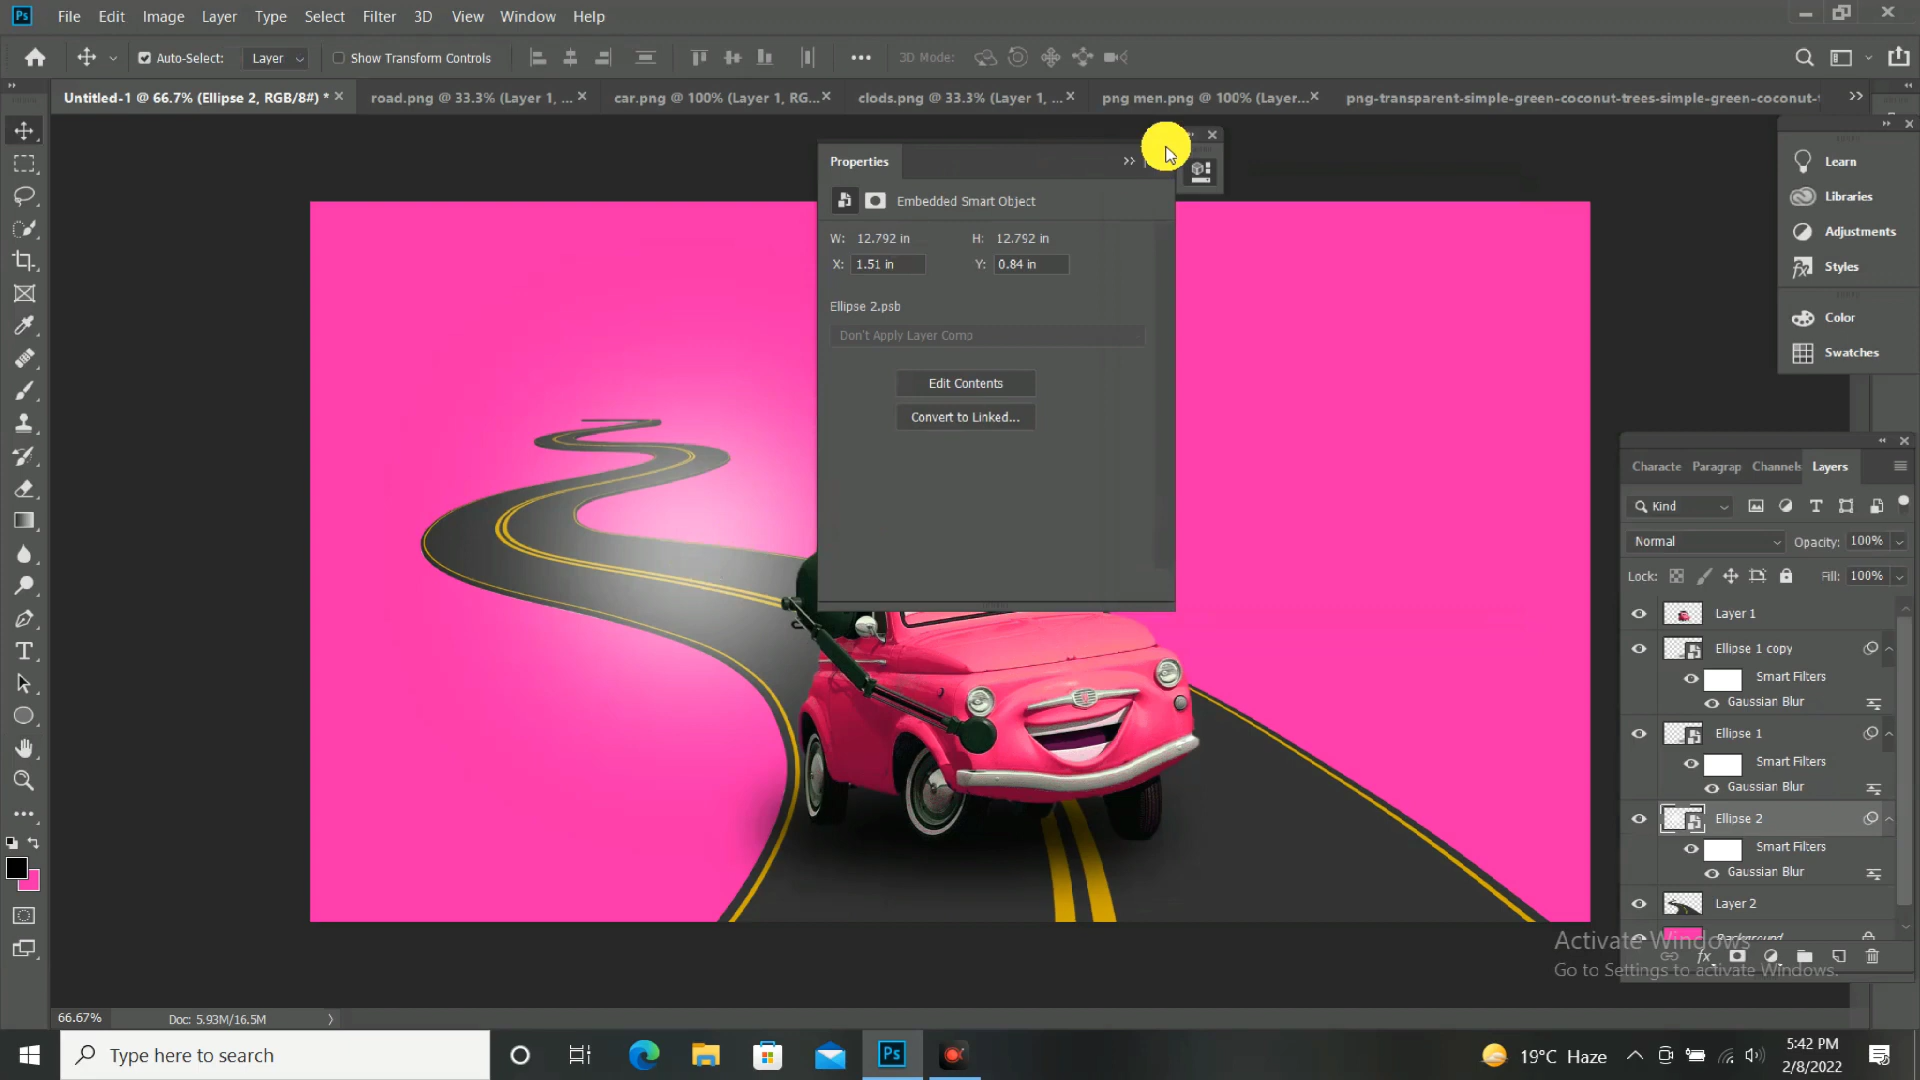 Ps File Edit Image Layer Type Select Filter 3D View Window Help
Auto-Select: Layer Show Transform Controls 3D Mode:
Untitled-1 @ 66.7% (Ellipse 2, RGB/8#) * road.png @ 33.3% (Layer 1, ... car.png @ 100% (Layer 1, RG... clods.png @ 33.3% (Layer 1, ... png men.png @ 100% (Layer... png-transparent-simple-green-coconut-trees-simple-green-coconut-t
Properties
Embedded Smart Object
W: 12.792 in H: 12.792 in
X: 1.51 in Y: 0.84 in
Ellipse 2.psb
Don't Apply Layer Comp
Edit Contents
Convert to Linked...
Learn
Libraries
Adjustments
Styles
Color
Swatches
Characte Paragrap Channels Layers
Kind
Normal Opacity: 100%
Lock: Fill: 100%
Layer 1
Ellipse 1 copy
Smart Filters
Gaussian Blur
Ellipse 1
Smart Filters
Gaussian Blur
Ellipse 2
Smart Filters
Gaussian Blur
Layer 2
Background
Activate Windows
Go to Settings to activate Windows.
66.67% Doc: 5.93M/16.5M
Type here to search
Ps
19°C Haze
5:42 PM
2/8/2022